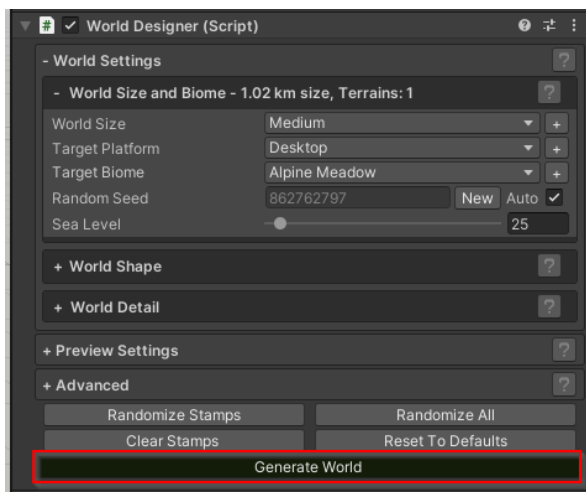 World Designer (Script)
- World Settings ?
- World Size and Biome - 1.02 km size, Terrains: 1 ?
World Size Medium +
Target Platform Desktop +
Target Biome Alpine Meadow +
Random Seed 862762797 New Auto
Sea Level 25
+ World Shape ?
+ World Detail ?
+ Preview Settings ?
+ Advanced ?
Randomize Stamps Randomize All
Clear Stamps Reset To Defaults
Generate World